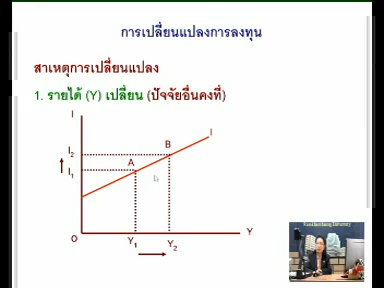 การเปลี่ยนแปลงการลงทุน
สาเหตุการเปลี่ยนแปลง
1. รายได้ (Y) เปลี่ยน (ปัจจัยอื่นคงที่)
I
I
B
I2
A
I1
O
Y1
Y2
Y